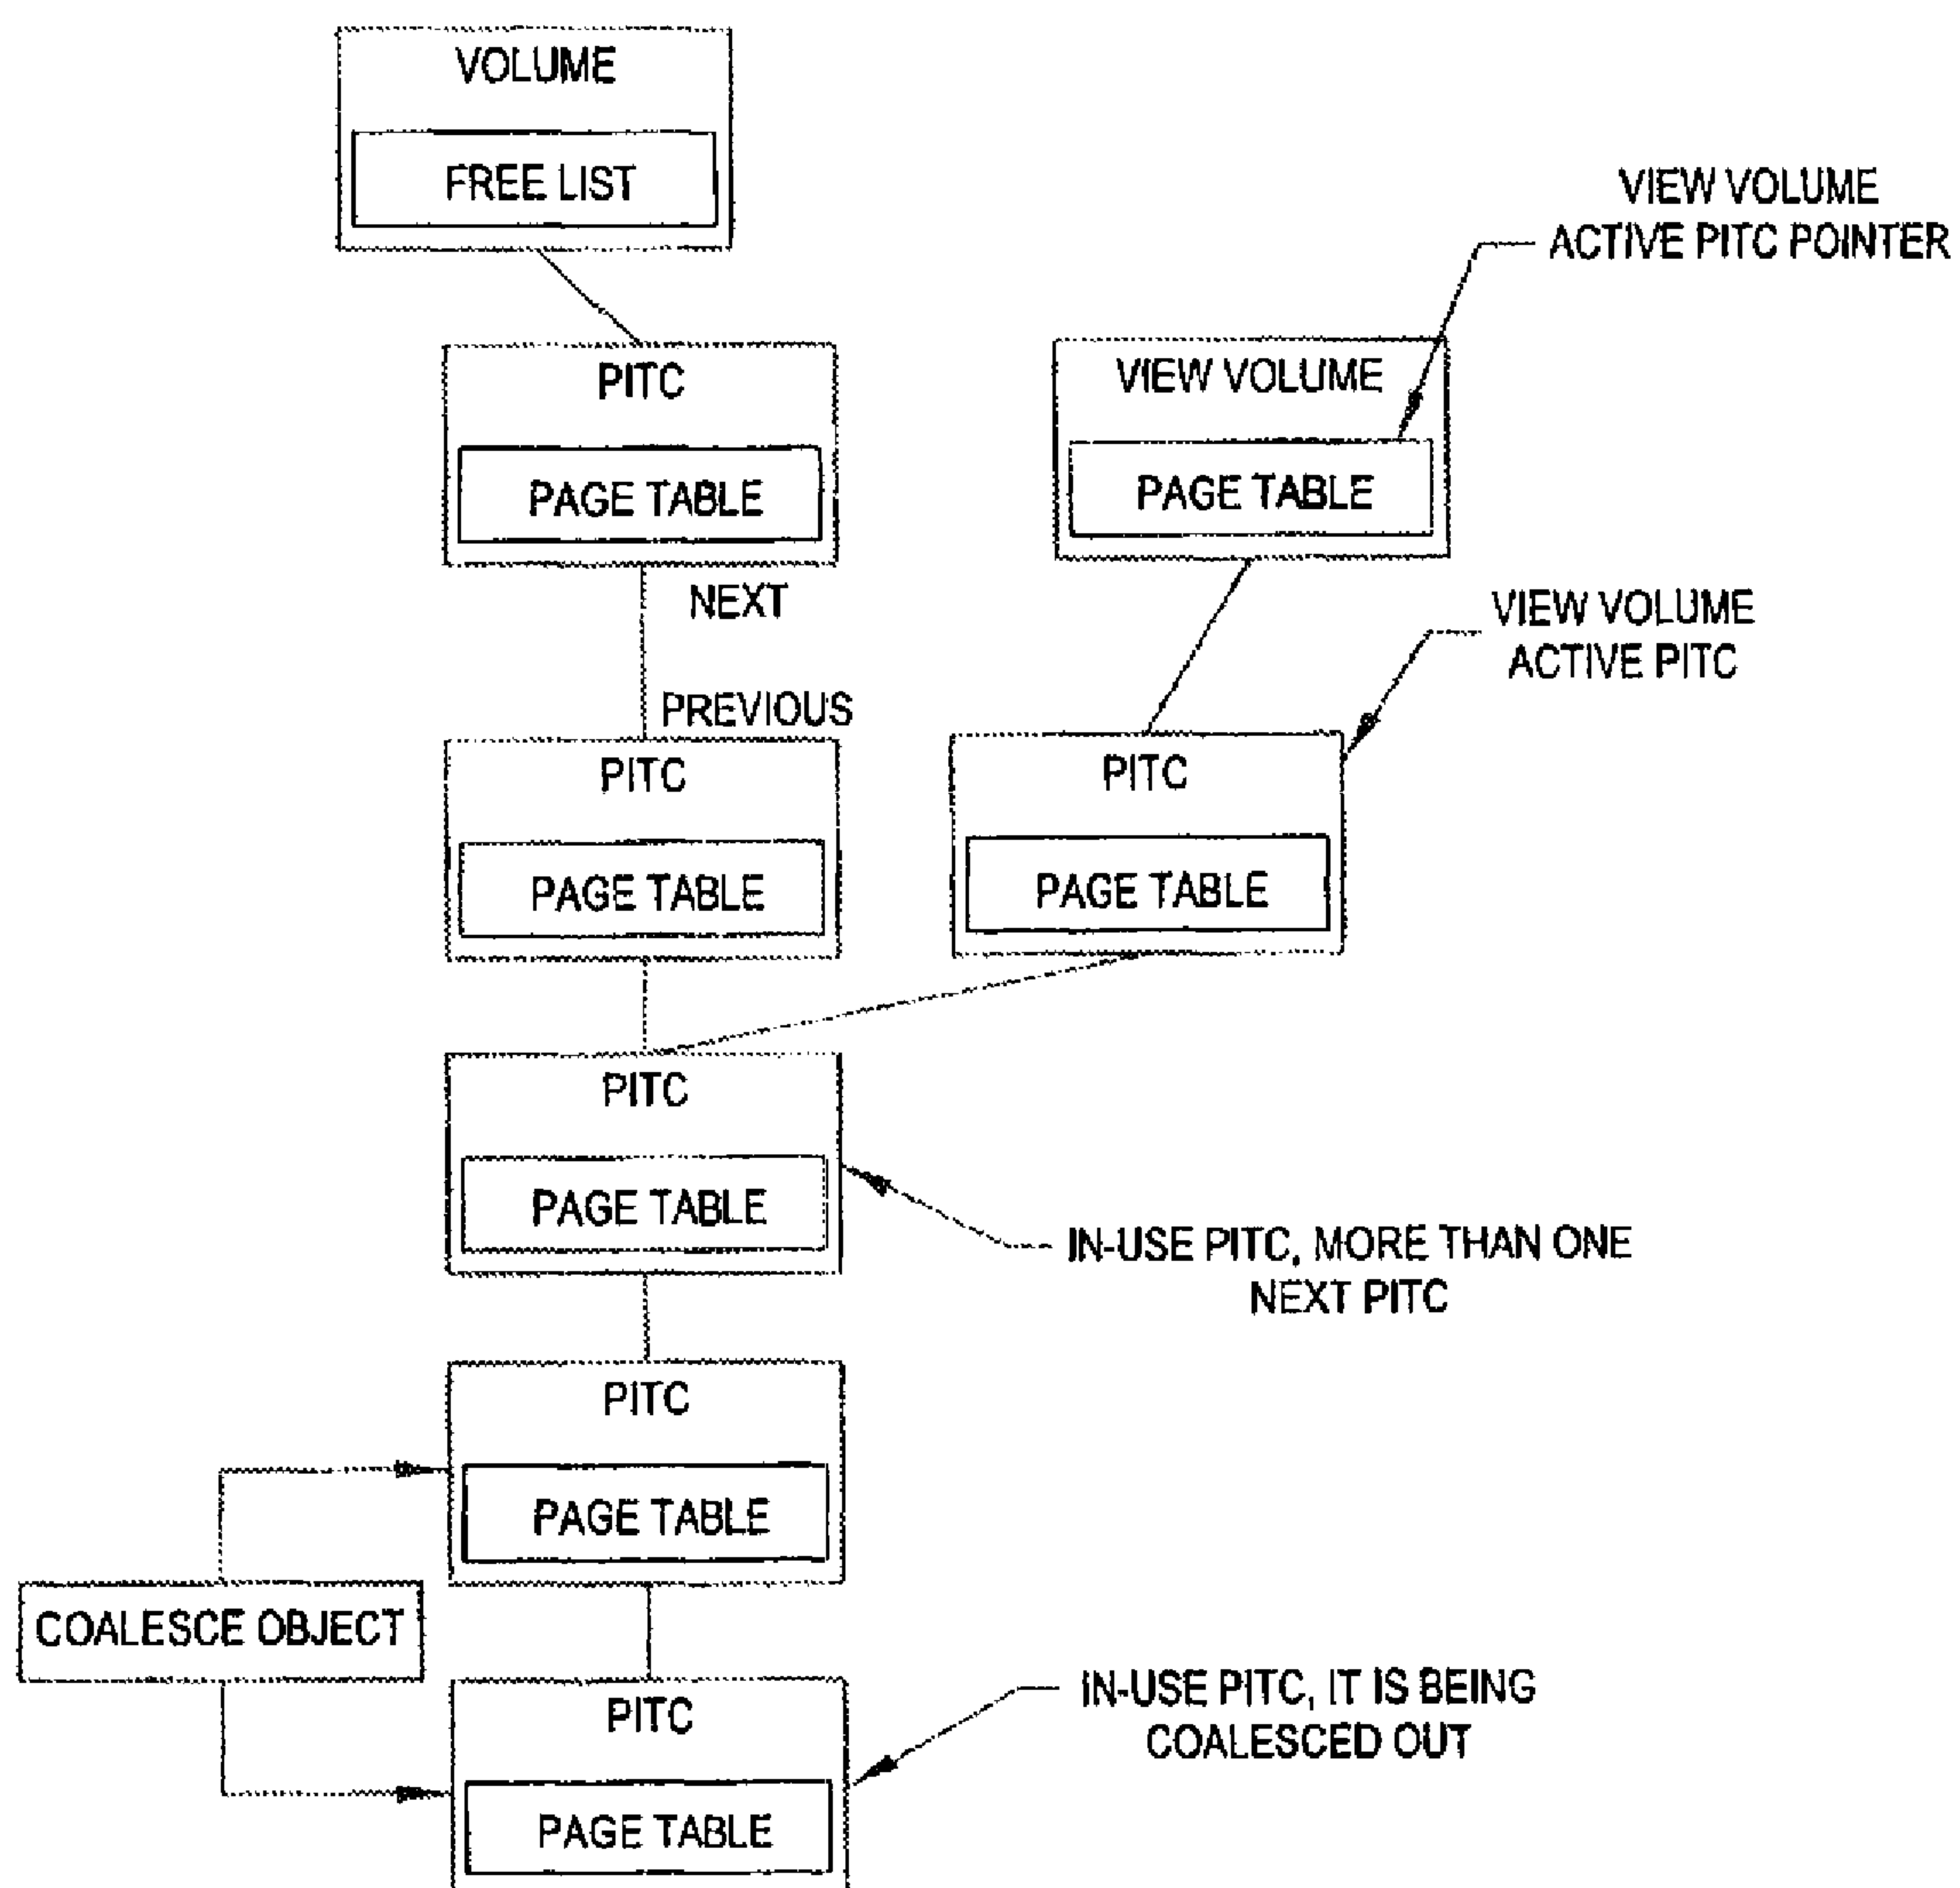 VOLUME
FREE LIST
VIEW VOLUME
ACTIVE PITC POINTER
PITC
PAGE TABLE
VIEW VOLUME
PAGE TABLE
NEXT
PREVIOUS
VIEW VOLUME
ACTIVE PITC
PITC
PAGE TABLE
PITC
PAGE TABLE
PITC
PAGE TABLE
IN-USE PITC, MORE THAN ONE
NEXT PITC
PITC
PAGE TABLE
COALESCE OBJECT
PITC
PAGE TABLE
IN-USE PITC, IT IS BEING
COALESCED OUT